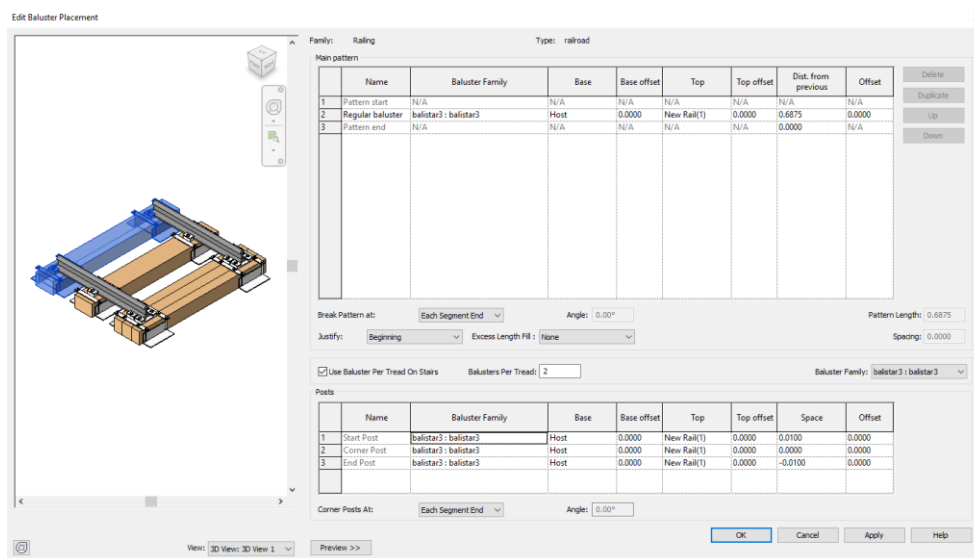 Edit Baluster Placement
Family: Railing Type: railroad
Main pattern
Name Baluster Family Base Base offset Top Top offset Dist. from previous Offset
1 Pattern start N/A N/A N/A N/A N/A N/A N/A
2 Regular baluster balistar3 : balistar3 Host 0.0000 New Rail(1) 0.0000 0.6875 0.0000
3 Pattern end N/A N/A N/A N/A N/A 0.0000 N/A
Delete
Duplicate
Up
Down
Break Pattern at: Each Segment End Angle: 0.00° Pattern Length: 0.6875
Justify: Beginning Excess Length Fill : None Spacing: 0.0000
Use Baluster Per Tread On Stairs Balusters Per Tread: 2 Baluster Family: balistar3 : balistar3
Posts
Name Baluster Family Base Base offset Top Top offset Space Offset
1 Start Post balistar3 : balistar3 Host 0.0000 New Rail(1) 0.0000 0.0100 0.0000
2 Corner Post balistar3 : balistar3 Host 0.0000 New Rail(1) 0.0000 0.0000 0.0000
3 End Post balistar3 : balistar3 Host 0.0000 New Rail(1) 0.0000 -0.0100 0.0000
Corner Posts At: Each Segment End Angle: 0.00°
OK Cancel Apply Help
View: 3D View: 3D View 1 Preview >>